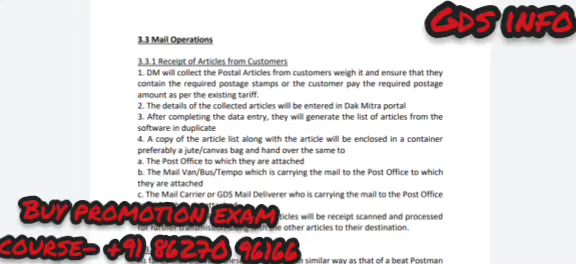 GDS INFO
3.3 Mail Operations
3.3.1 Receipt of Articles from Customers
1. DM will collect the Postal Articles from customers weigh it and ensure that they
contain the required postage stamps or the customer pay the required postage
amount as per the existing tariff.
2. The details of the collected articles will be entered in Dak Mitra portal
3. After completing the data entry, they will generate the list of articles from the
software in duplicate
4. A copy of the article list along with the article will be enclosed in a container
preferably a jute/canvas bag and hand over the same to
a. The Post Office to which they are attached
b. The Mail Van/Bus/Tempo which is carrying the mail to the Post Office to which
they are attached
c. The Mail Carrier or GDS Mail Deliverer who is carrying the mail to the Post Office
BUY PROMOTION EXAM
COURSE- +91 86270 96166
ticles will be receipt scanned and processed
for further transmission along with the other articles to their destination.
similar way as that of a beat Postman